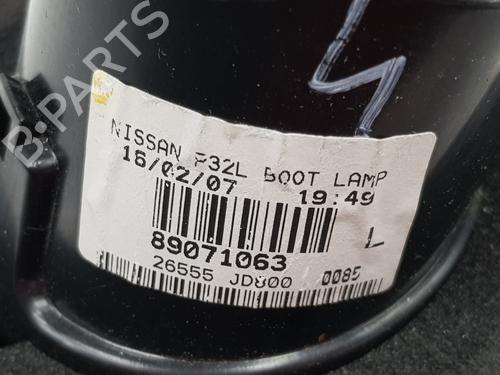 B-PARTS
NISSAN P32L BOOT LAMP
16/02/07 19:49
89071063 L
26555 JD800 0085